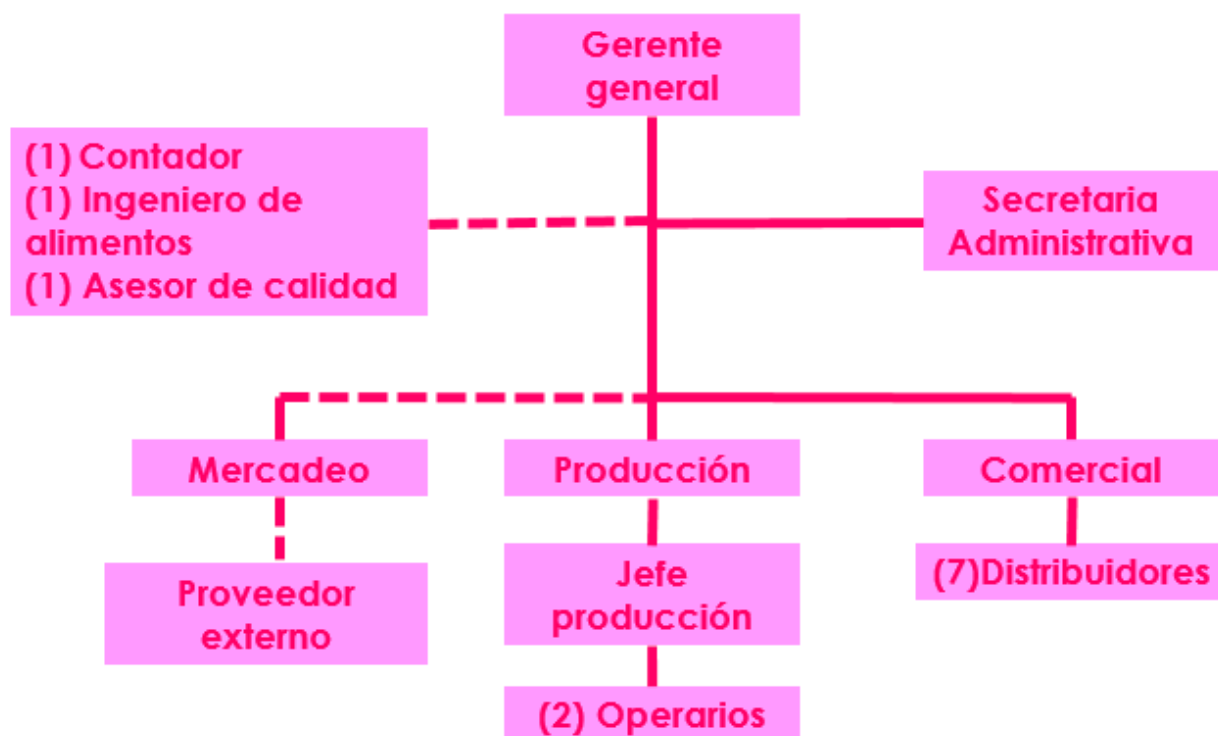 Gerente
general
(1) Contador
(1) Ingeniero de
alimentos
(1) Asesor de calidad
Secretaria
Administrativa
Mercadeo
Producción
Comercial
Proveedor
externo
Jefe
producción
(7)Distribuidores
(2) Operarios